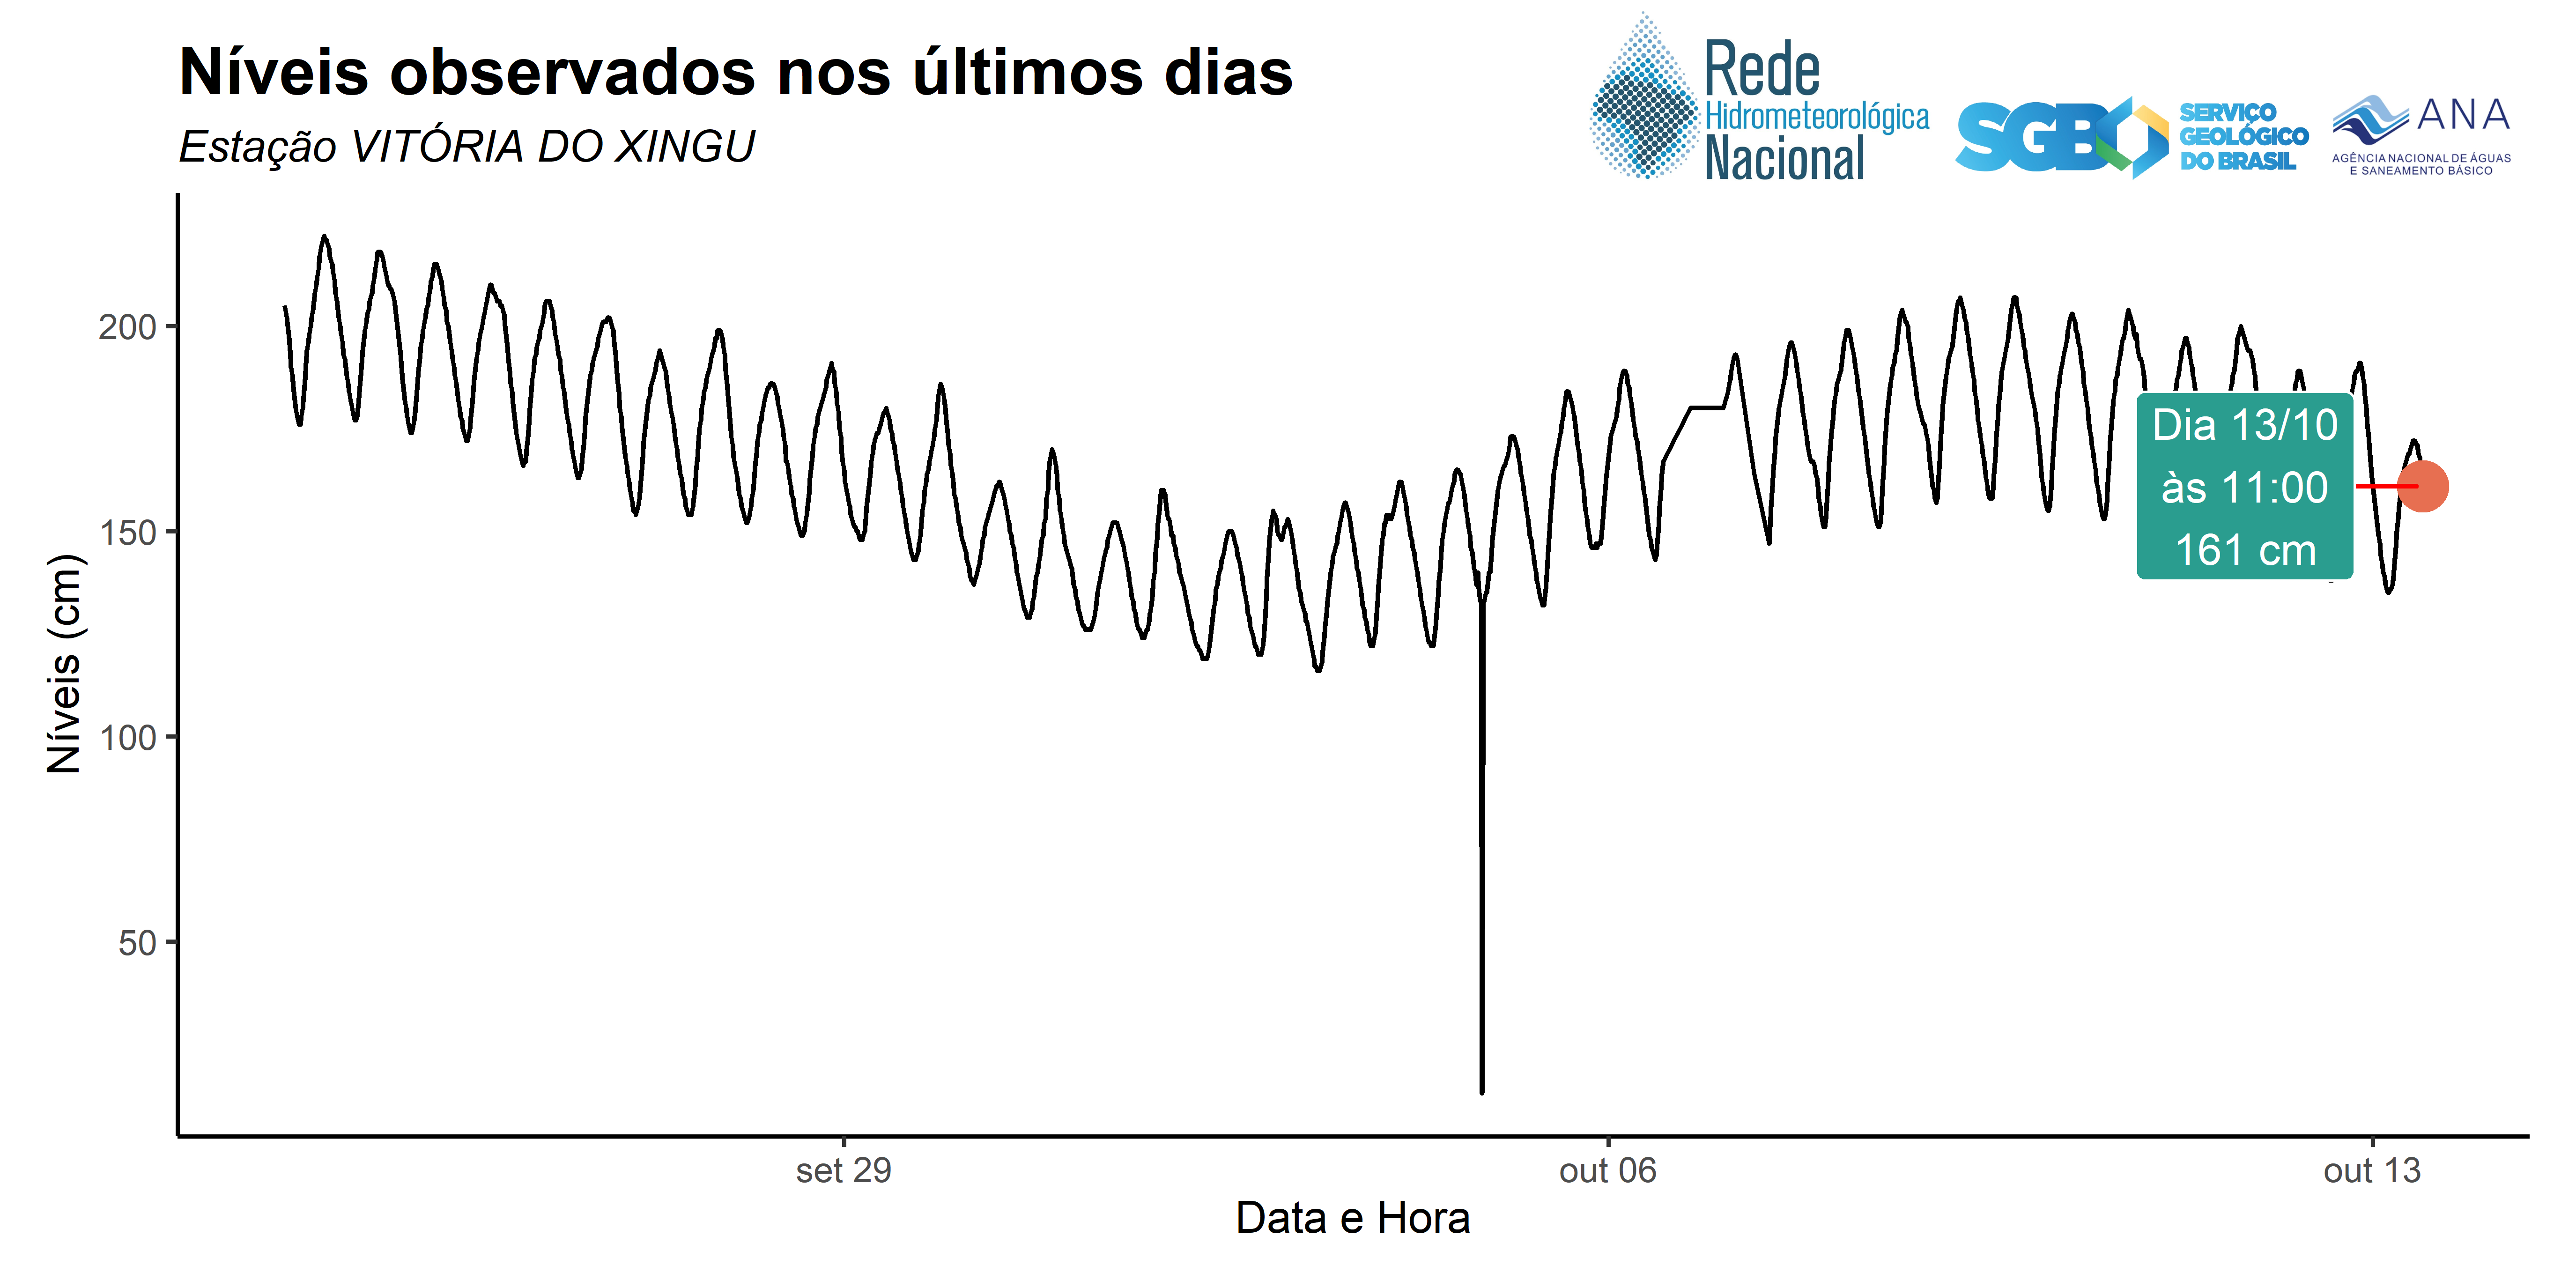 Níveis observados nos últimos dias
Estação VITÓRIA DO XINGU
Rede
Hidrometeorológica
Nacional
SGB
SERVIÇO
GEOLÓGICO
DO BRASIL
ANA
AGÊNCIA NACIONAL DE ÁGUAS
E SANEAMENTO BÁSICO
Níveis (cm)
200
150
100
50
Dia 13/10
às 11:00
161 cm
set 29
out 06
out 13
Data e Hora